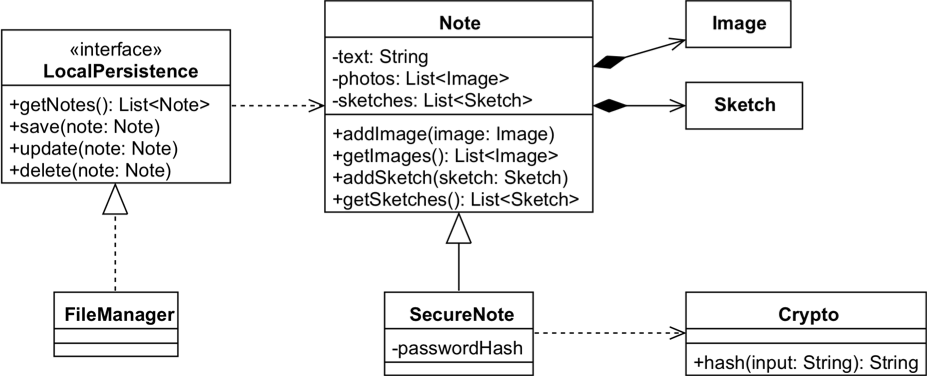 «interface»
LocalPersistence
+getNotes(): List<Note>
+save(note: Note)
+update(note: Note)
+delete(note: Note)
Note
-text: String
-photos: List<Image>
-sketches: List<Sketch>
+addImage(image: Image)
+getImages(): List<Image>
+addSketch(sketch: Sketch)
+getSketches(): List<Sketch>
Image
Sketch
FileManager
SecureNote
-passwordHash
Crypto
+hash(input: String): String